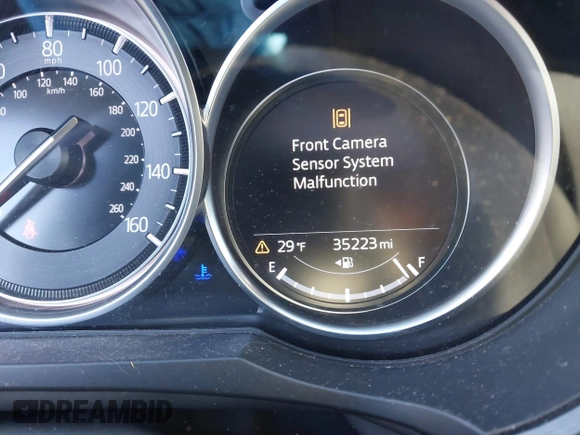 80
mph
100
120
140
160
km/h
180
200
220
240
260
120
140
160
Front Camera
Sensor System
Malfunction
29°F
35223 mi
E
F
DREAMBID